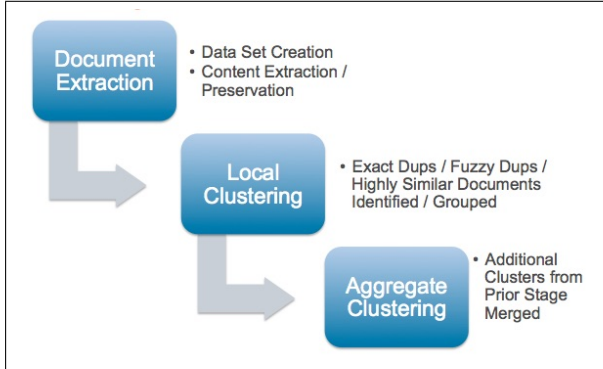 Document
Extraction
• Data Set Creation
• Content Extraction /
Preservation
Local
Clustering
• Exact Dups / Fuzzy Dups /
Highly Similar Documents
Identified / Grouped
Aggregate
Clustering
• Additional
Clusters from
Prior Stage
Merged